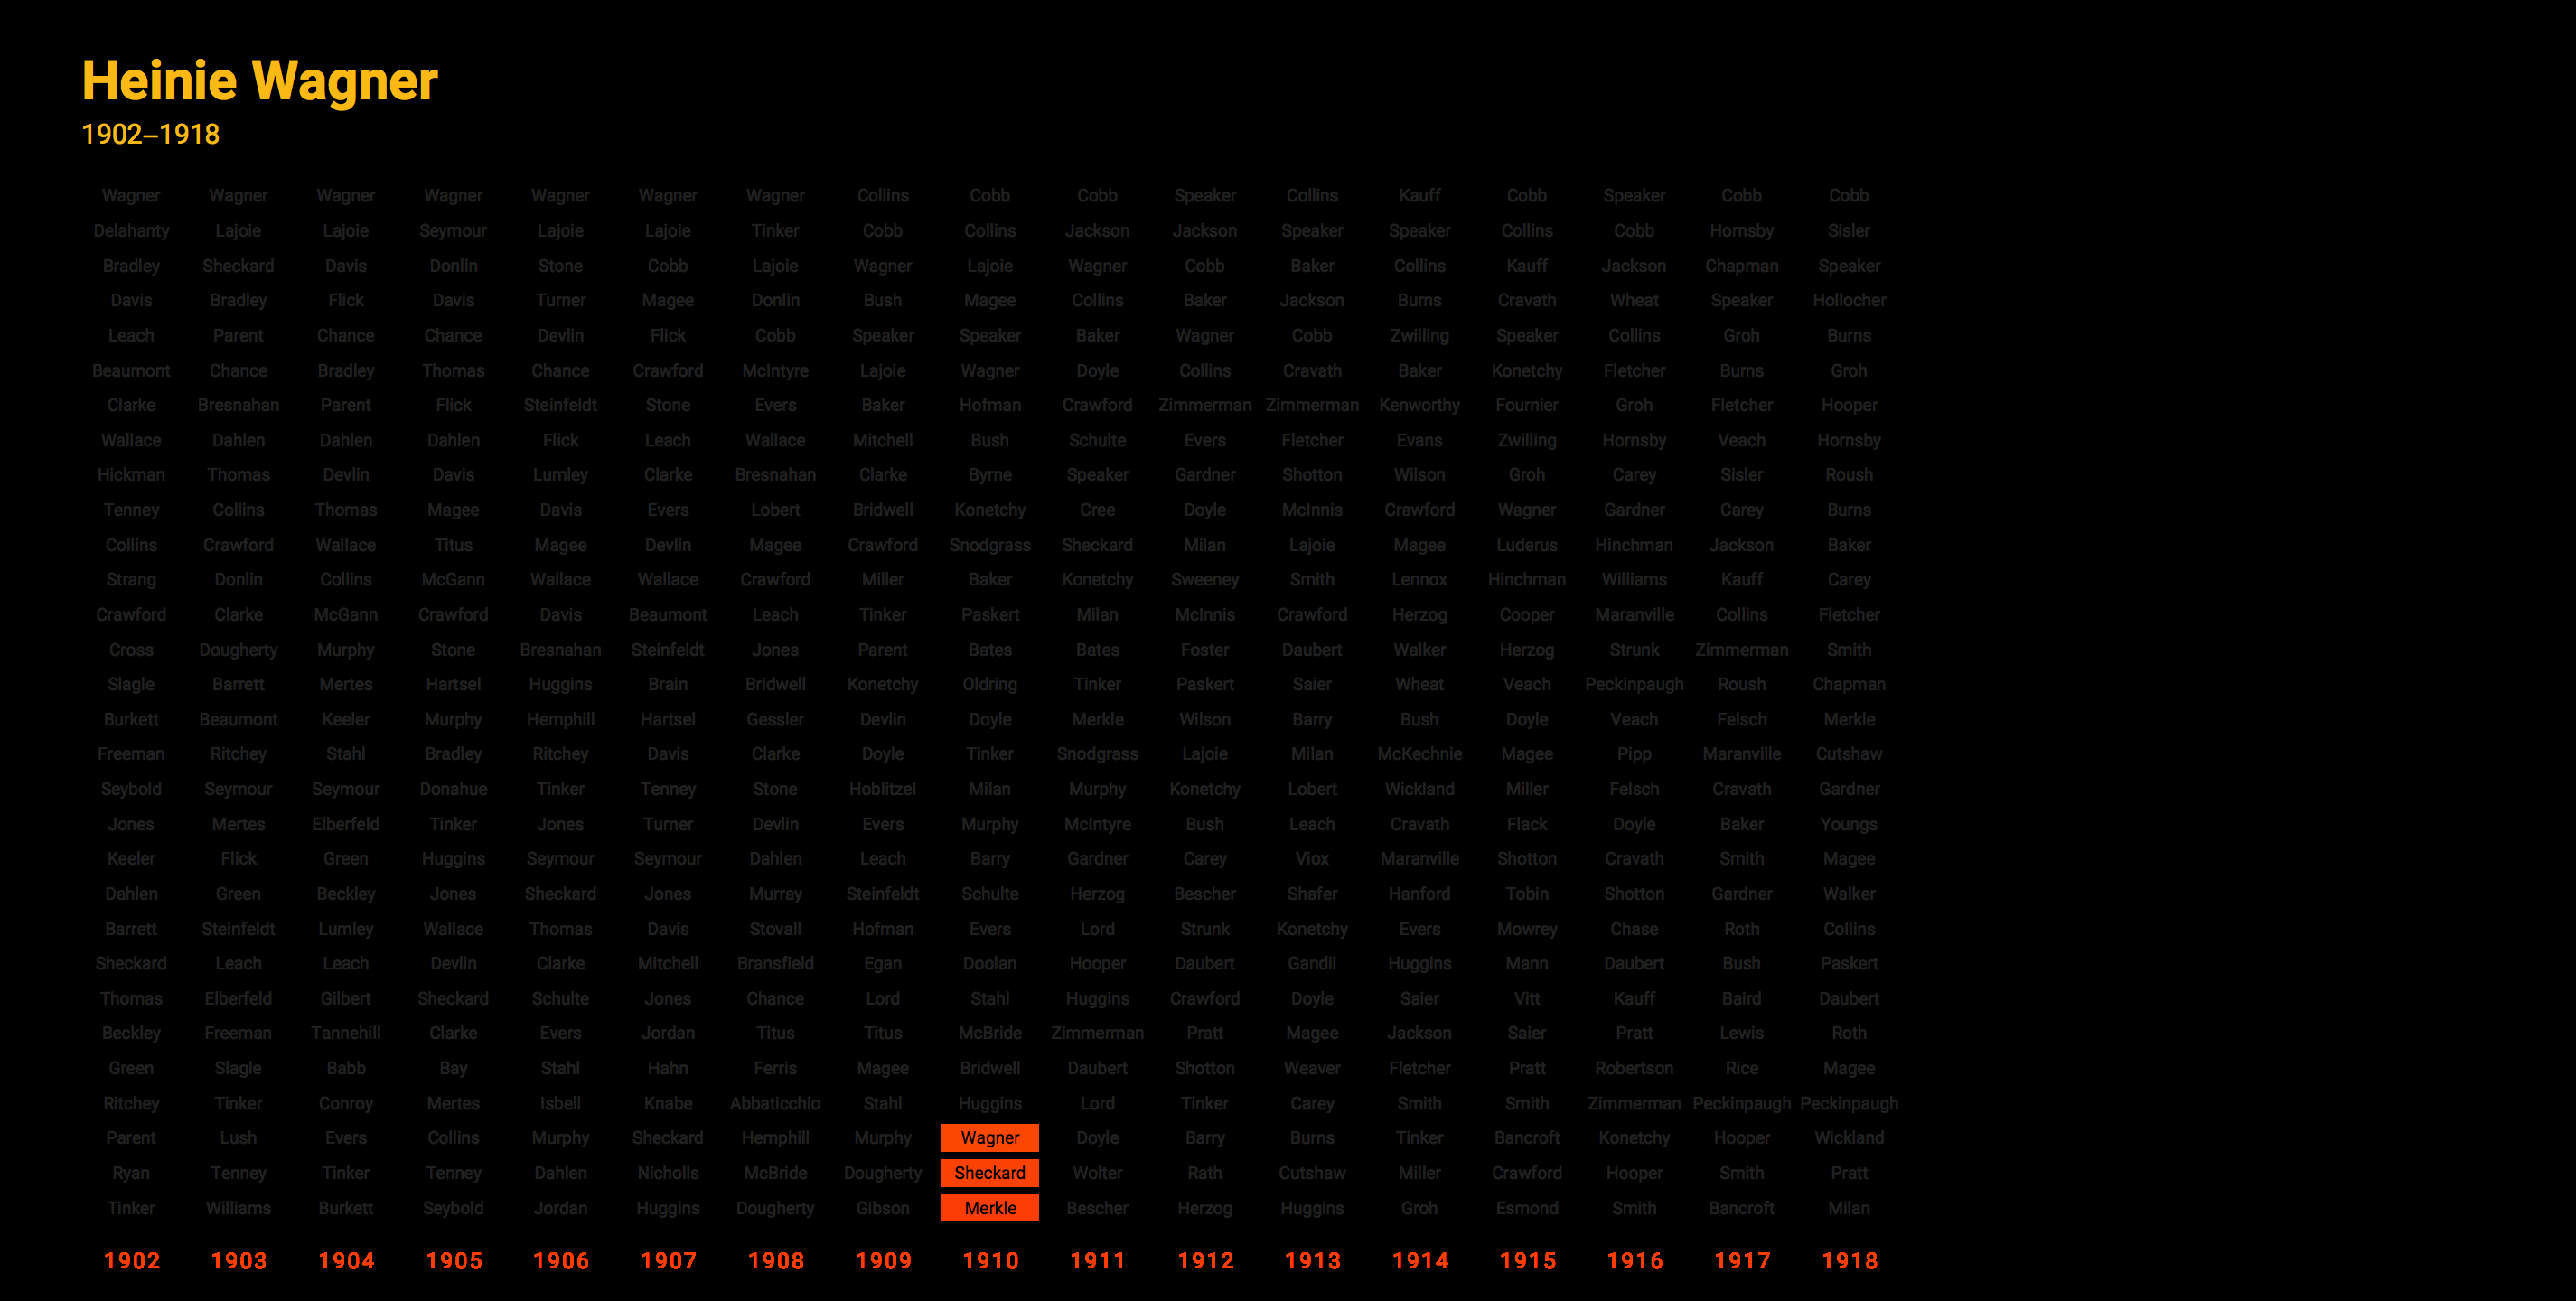 Heinie Wagner
1902–1918
Wagner Wagner Wagner Wagner Wagner Wagner Wagner Collins Cobb Cobb Speaker Collins Kauff Cobb Speaker Cobb Cobb
Delahanty Lajoie Lajoie Seymour Lajoie Lajoie Tinker Cobb Collins Jackson Jackson Speaker Speaker Collins Cobb Hornsby Sisler
Bradley Sheckard Davis Donlin Stone Cobb Lajoie Wagner Lajoie Wagner Cobb Baker Collins Kauff Jackson Chapman Speaker
Davis Bradley Flick Davis Turner Magee Donlin Bush Magee Collins Baker Jackson Burns Cravath Wheat Speaker Hollocher
Leach Parent Chance Chance Devlin Flick Cobb Speaker Speaker Baker Wagner Cobb Zwilling Speaker Collins Groh Burns
Beaumont Chance Bradley Thomas Chance Crawford McIntyre Lajoie Wagner Doyle Collins Cravath Baker Konetchy Fletcher Burns Groh
Clarke Bresnahan Parent Flick Steinfeldt Stone Evers Baker Hofman Crawford Zimmerman Zimmerman Kenworthy Fournier Groh Fletcher Hooper
Wallace Dahlen Dahlen Dahlen Flick Leach Wallace Mitchell Bush Schulte Evers Fletcher Evans Zwilling Hornsby Veach Hornsby
Hickman Thomas Devlin Davis Lumley Clarke Bresnahan Clarke Byrne Speaker Gardner Shotton Wilson Groh Carey Sisler Roush
Tenney Collins Thomas Magee Davis Evers Lobert Bridwell Konetchy Cree Doyle McInnis Crawford Wagner Gardner Carey Burns
Collins Crawford Wallace Titus Magee Devlin Magee Crawford Snodgrass Sheckard Milan Lajoie Magee Luderus Hinchman Jackson Baker
Strang Donlin Collins McGann Wallace Wallace Crawford Miller Baker Konetchy Sweeney Smith Lennox Hinchman Williams Kauff Carey
Crawford Clarke McGann Crawford Davis Beaumont Leach Tinker Paskert Milan McInnis Crawford Herzog Cooper Maranville Collins Fletcher
Cross Dougherty Murphy Stone Bresnahan Steinfeldt Jones Parent Bates Bates Foster Daubert Walker Herzog Strunk Zimmerman Smith
Slagle Barrett Mertes Hartsel Huggins Brain Bridwell Konetchy Oldring Tinker Paskert Saier Wheat Veach Peckinpaugh Roush Chapman
Burkett Beaumont Keeler Murphy Hemphill Hartsel Gessler Devlin Doyle Merkle Wilson Barry Bush Doyle Veach Felsch Merkle
Freeman Ritchey Stahl Bradley Ritchey Davis Clarke Doyle Tinker Snodgrass Lajoie Milan McKechnie Magee Pipp Maranville Cutshaw
Seybold Seymour Seymour Donahue Tinker Tenney Stone Hoblitzel Milan Murphy Konetchy Lobert Wickland Miller Felsch Cravath Gardner
Jones Mertes Elberfeld Tinker Jones Turner Devlin Evers Murphy McIntyre Bush Leach Cravath Flack Doyle Baker Youngs
Keeler Flick Green Huggins Seymour Seymour Dahlen Leach Barry Gardner Carey Viox Maranville Shotton Cravath Smith Magee
Dahlen Green Beckley Jones Sheckard Jones Murray Steinfeldt Schulte Herzog Bescher Shafer Hanford Tobin Shotton Gardner Walker
Barrett Steinfeldt Lumley Wallace Thomas Davis Stovall Hofman Evers Lord Strunk Konetchy Evers Mowrey Chase Roth Collins
Sheckard Leach Leach Devlin Clarke Mitchell Bransfield Egan Doolan Hooper Daubert Gandil Huggins Mann Daubert Bush Paskert
Thomas Elberfeld Gilbert Sheckard Schulte Jones Chance Lord Stahl Huggins Crawford Doyle Saier Vitt Kauff Baird Daubert
Beckley Freeman Tannehill Clarke Evers Jordan Titus Titus McBride Zimmerman Pratt Magee Jackson Saier Pratt Lewis Roth
Green Slagle Babb Bay Stahl Hahn Ferris Magee Bridwell Daubert Shotton Weaver Fletcher Pratt Robertson Rice Magee
Ritchey Tinker Conroy Mertes Isbell Knabe Abbaticchio Stahl Huggins Lord Tinker Carey Smith Smith Zimmerman Peckinpaugh Peckinpaugh
Parent Lush Evers Collins Murphy Sheckard Hemphill Murphy Wagner Doyle Barry Burns Tinker Bancroft Konetchy Hooper Wickland
Ryan Tenney Tinker Tenney Dahlen Nicholls McBride Dougherty Sheckard Wolter Rath Cutshaw Miller Crawford Hooper Smith Pratt
Tinker Williams Burkett Seybold Jordan Huggins Dougherty Gibson Merkle Bescher Herzog Huggins Groh Esmond Smith Bancroft Milan
1902 1903 1904 1905 1906 1907 1908 1909 1910 1911 1912 1913 1914 1915 1916 1917 1918